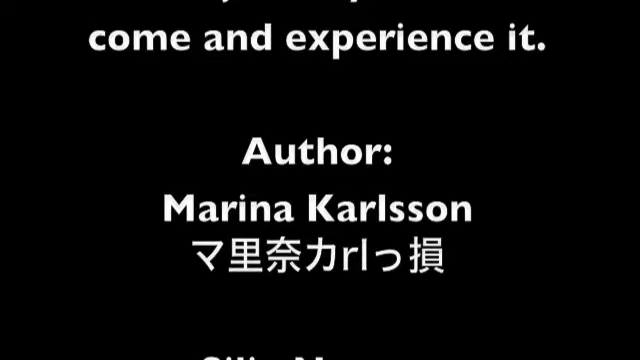 come and experience it.
Author:
Marina Karlsson
マ里奈カrlっ損